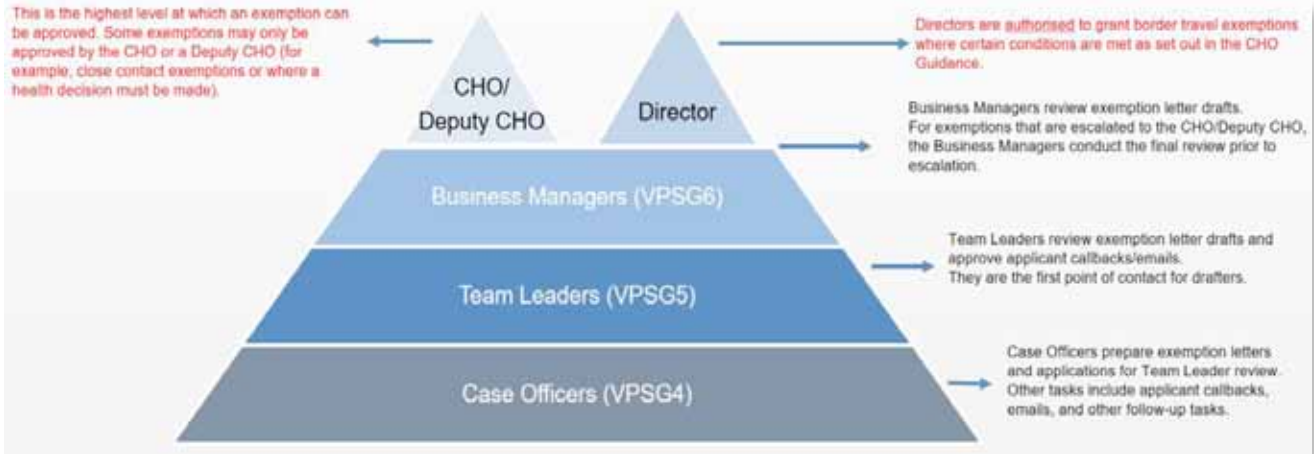 This is the highest level at which an exemption can
be approved. Some exemptions may only be
approved by the CHO or a Deputy CHO (for
example, close contact exemptions or where a
health decision must be made).
CHO/
Deputy CHO
Director
Directors are authorised to grant border travel exemptions
where certain conditions are met as set out in the CHO
Guidance.
Business Managers review exemption letter drafts.
For exemptions that are escalated to the CHO/Deputy CHO,
the Business Managers conduct the final review prior to
escalation.
Business Managers (VPSG6)
Team Leaders review exemption letter drafts and
approve applicant callbacks/emails.
They are the first point of contact for drafters.
Team Leaders (VPSG5)
Case Officers prepare exemption letters
and applications for Team Leader review.
Other tasks include applicant callbacks,
emails, and other follow-up tasks.
Case Officers (VPSG4)